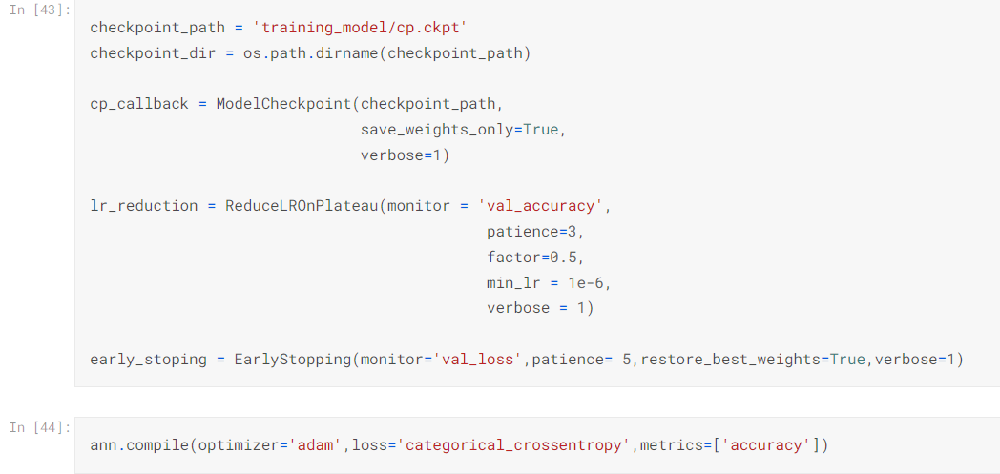 In [43]:
checkpoint_path = 'training_model/cp.ckpt'
checkpoint_dir = os.path.dirname(checkpoint_path)
cp_callback = ModelCheckpoint(checkpoint_path,
save_weights_only=True,
verbose=1)
lr_reduction = ReduceLROnPlateau(monitor = 'val_accuracy',
patience=3,
factor=0.5,
min_lr = 1e-6,
verbose = 1)
early_stoping = EarlyStopping(monitor='val_loss',patience= 5,restore_best_weights=True,verbose=1)
In [44]:
ann.compile(optimizer='adam',loss='categorical_crossentropy',metrics=['accuracy'])